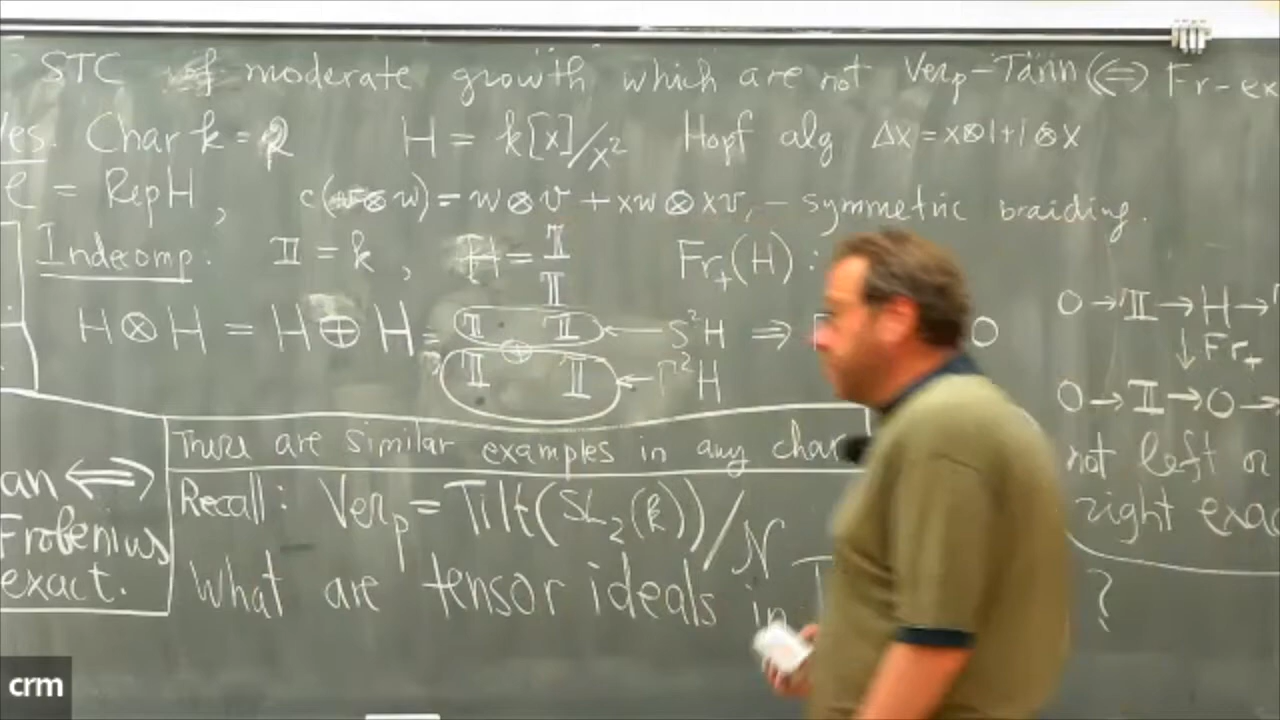 STC of moderate growth which are not Ver_p-Tann (⟺ Fr-ex
es. Char k = 2 H = k[x]/x² Hopf alg Δx = x⊗1+1⊗x
C = Rep H, c(v⊗w) = w⊗v + xw⊗xv, – symmetric braiding.
Indecomp. 𝟙 = k, H = 𝟙 𝟙 Fr₊(H) :
H⊗H = H⊕H = 𝟙 𝟙 ⊕ 𝟙 𝟙
← S²H ⇒ 0
← Γ²H
0 → 𝟙 → H →
↓ Fr₊
0 → 𝟙 → 0 →
not left or
right exac
There are similar examples in any char
an ⟺
Frobenius
exact.
Recall: Ver_p = Tilt(SL₂(k))/N
What are tensor ideals in T ?
crm